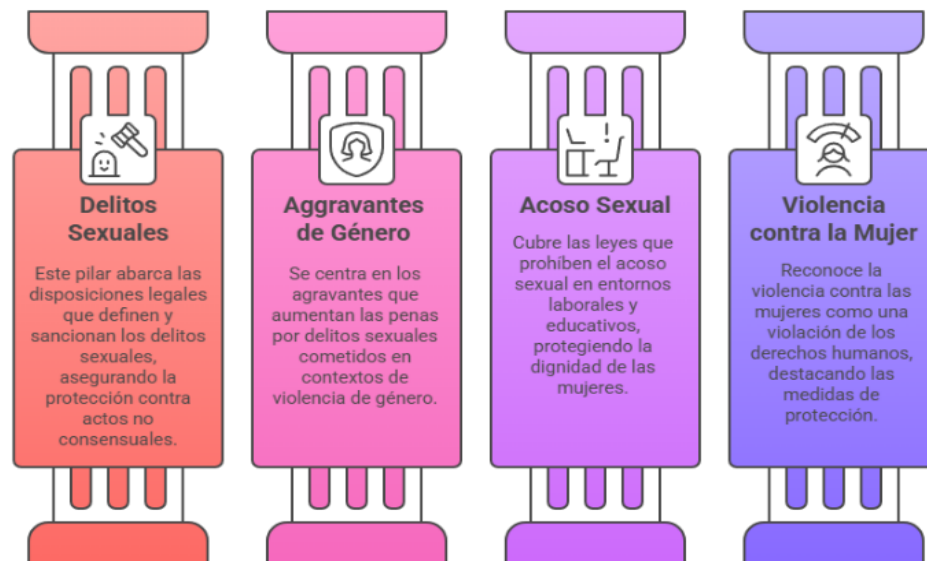 Delitos
Sexuales
Este pilar abarca las
disposiciones legales
que definen y
sancionan los delitos
sexuales,
asegurando la
protección contra
actos no
consensuales.
Aggravantes
de Género
Se centra en los
agravantes que
aumentan las penas
por delitos sexuales
cometidos en
contextos de
violencia de género.
Acoso Sexual
Cubre las leyes que
prohíben el acoso
sexual en entornos
laborales y
educativos,
protegiendo la
dignidad de las
mujeres.
Violencia
contra la Mujer
Reconoce la
violencia contra las
mujeres como una
violación de los
derechos humanos,
destacando las
medidas de
protección.